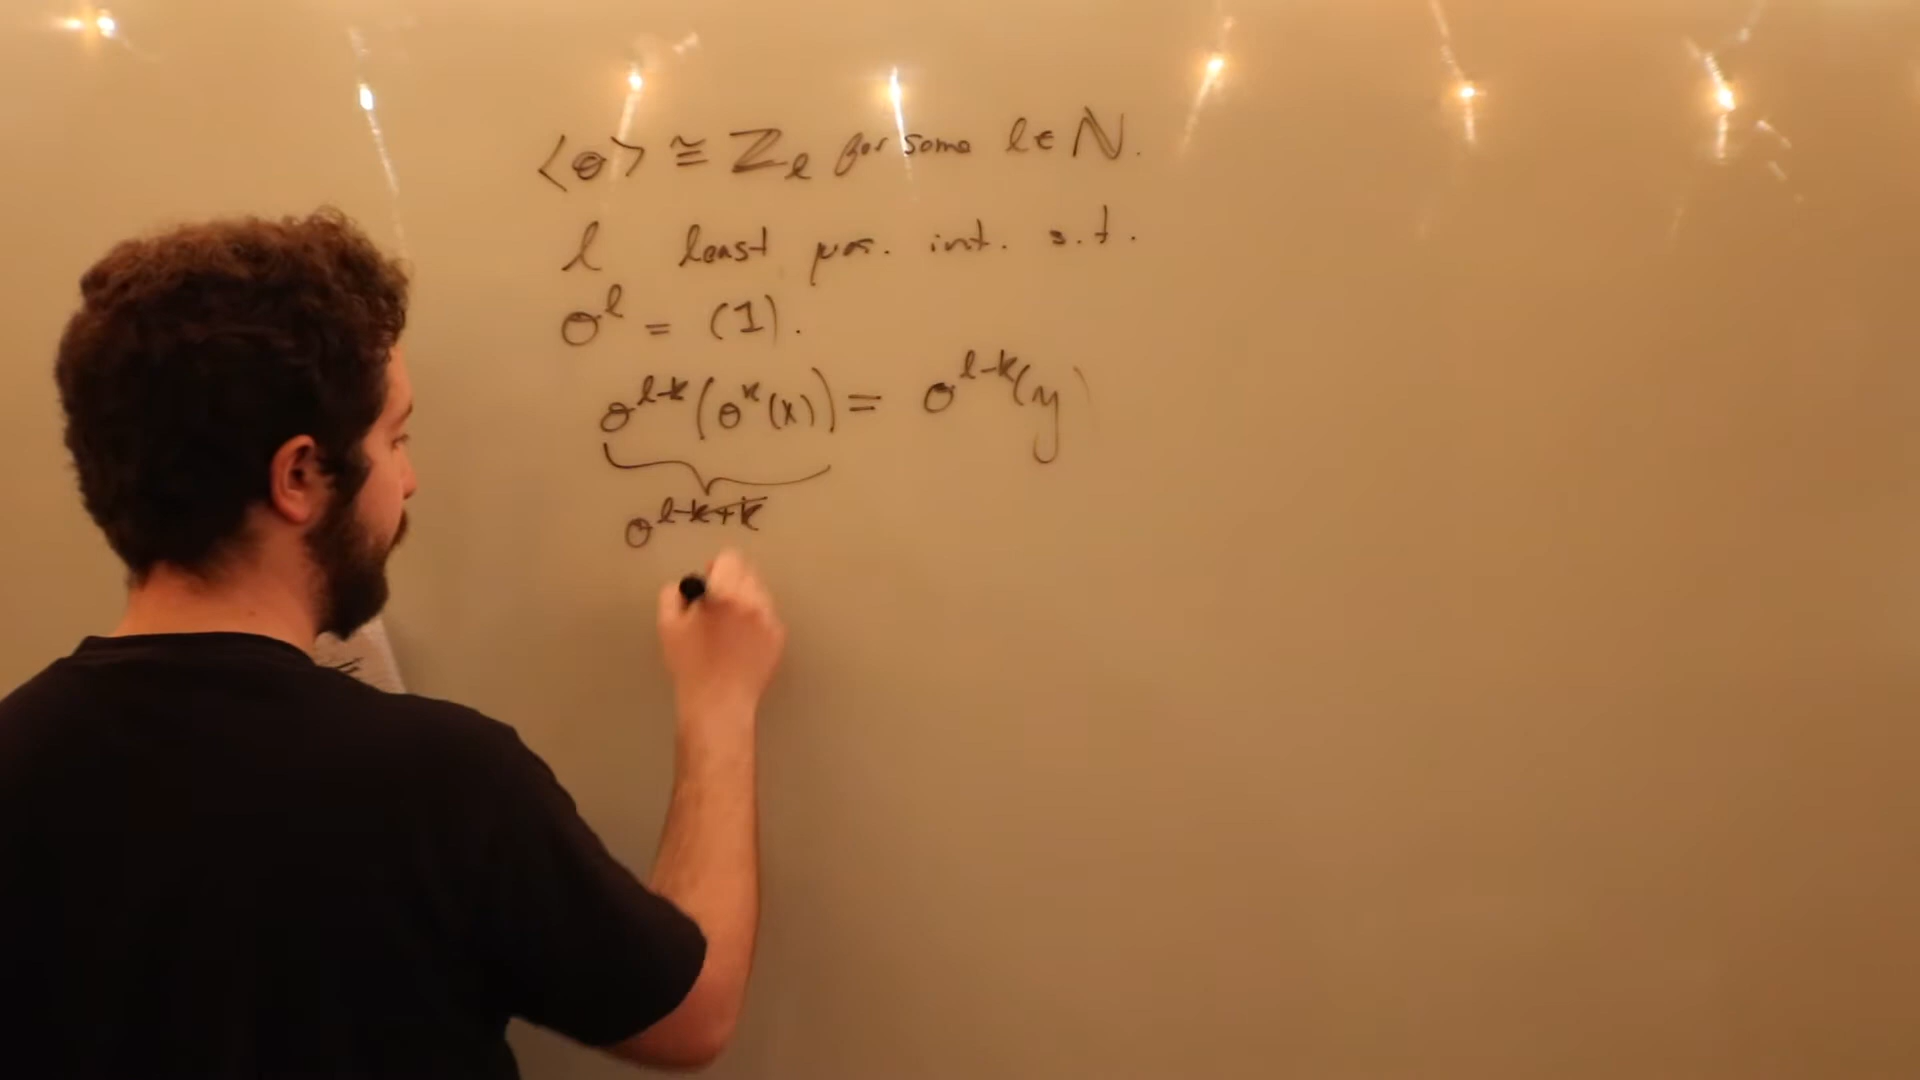 ⟨σ⟩ ≅ ℤ_ℓ for some ℓ ∈ ℕ.
ℓ least pos. int. s.t.
σ^ℓ = (1).
σ^{ℓ-k}(σ^k(x)) = σ^{ℓ-k}(y)
σ^{ℓ-k+k}